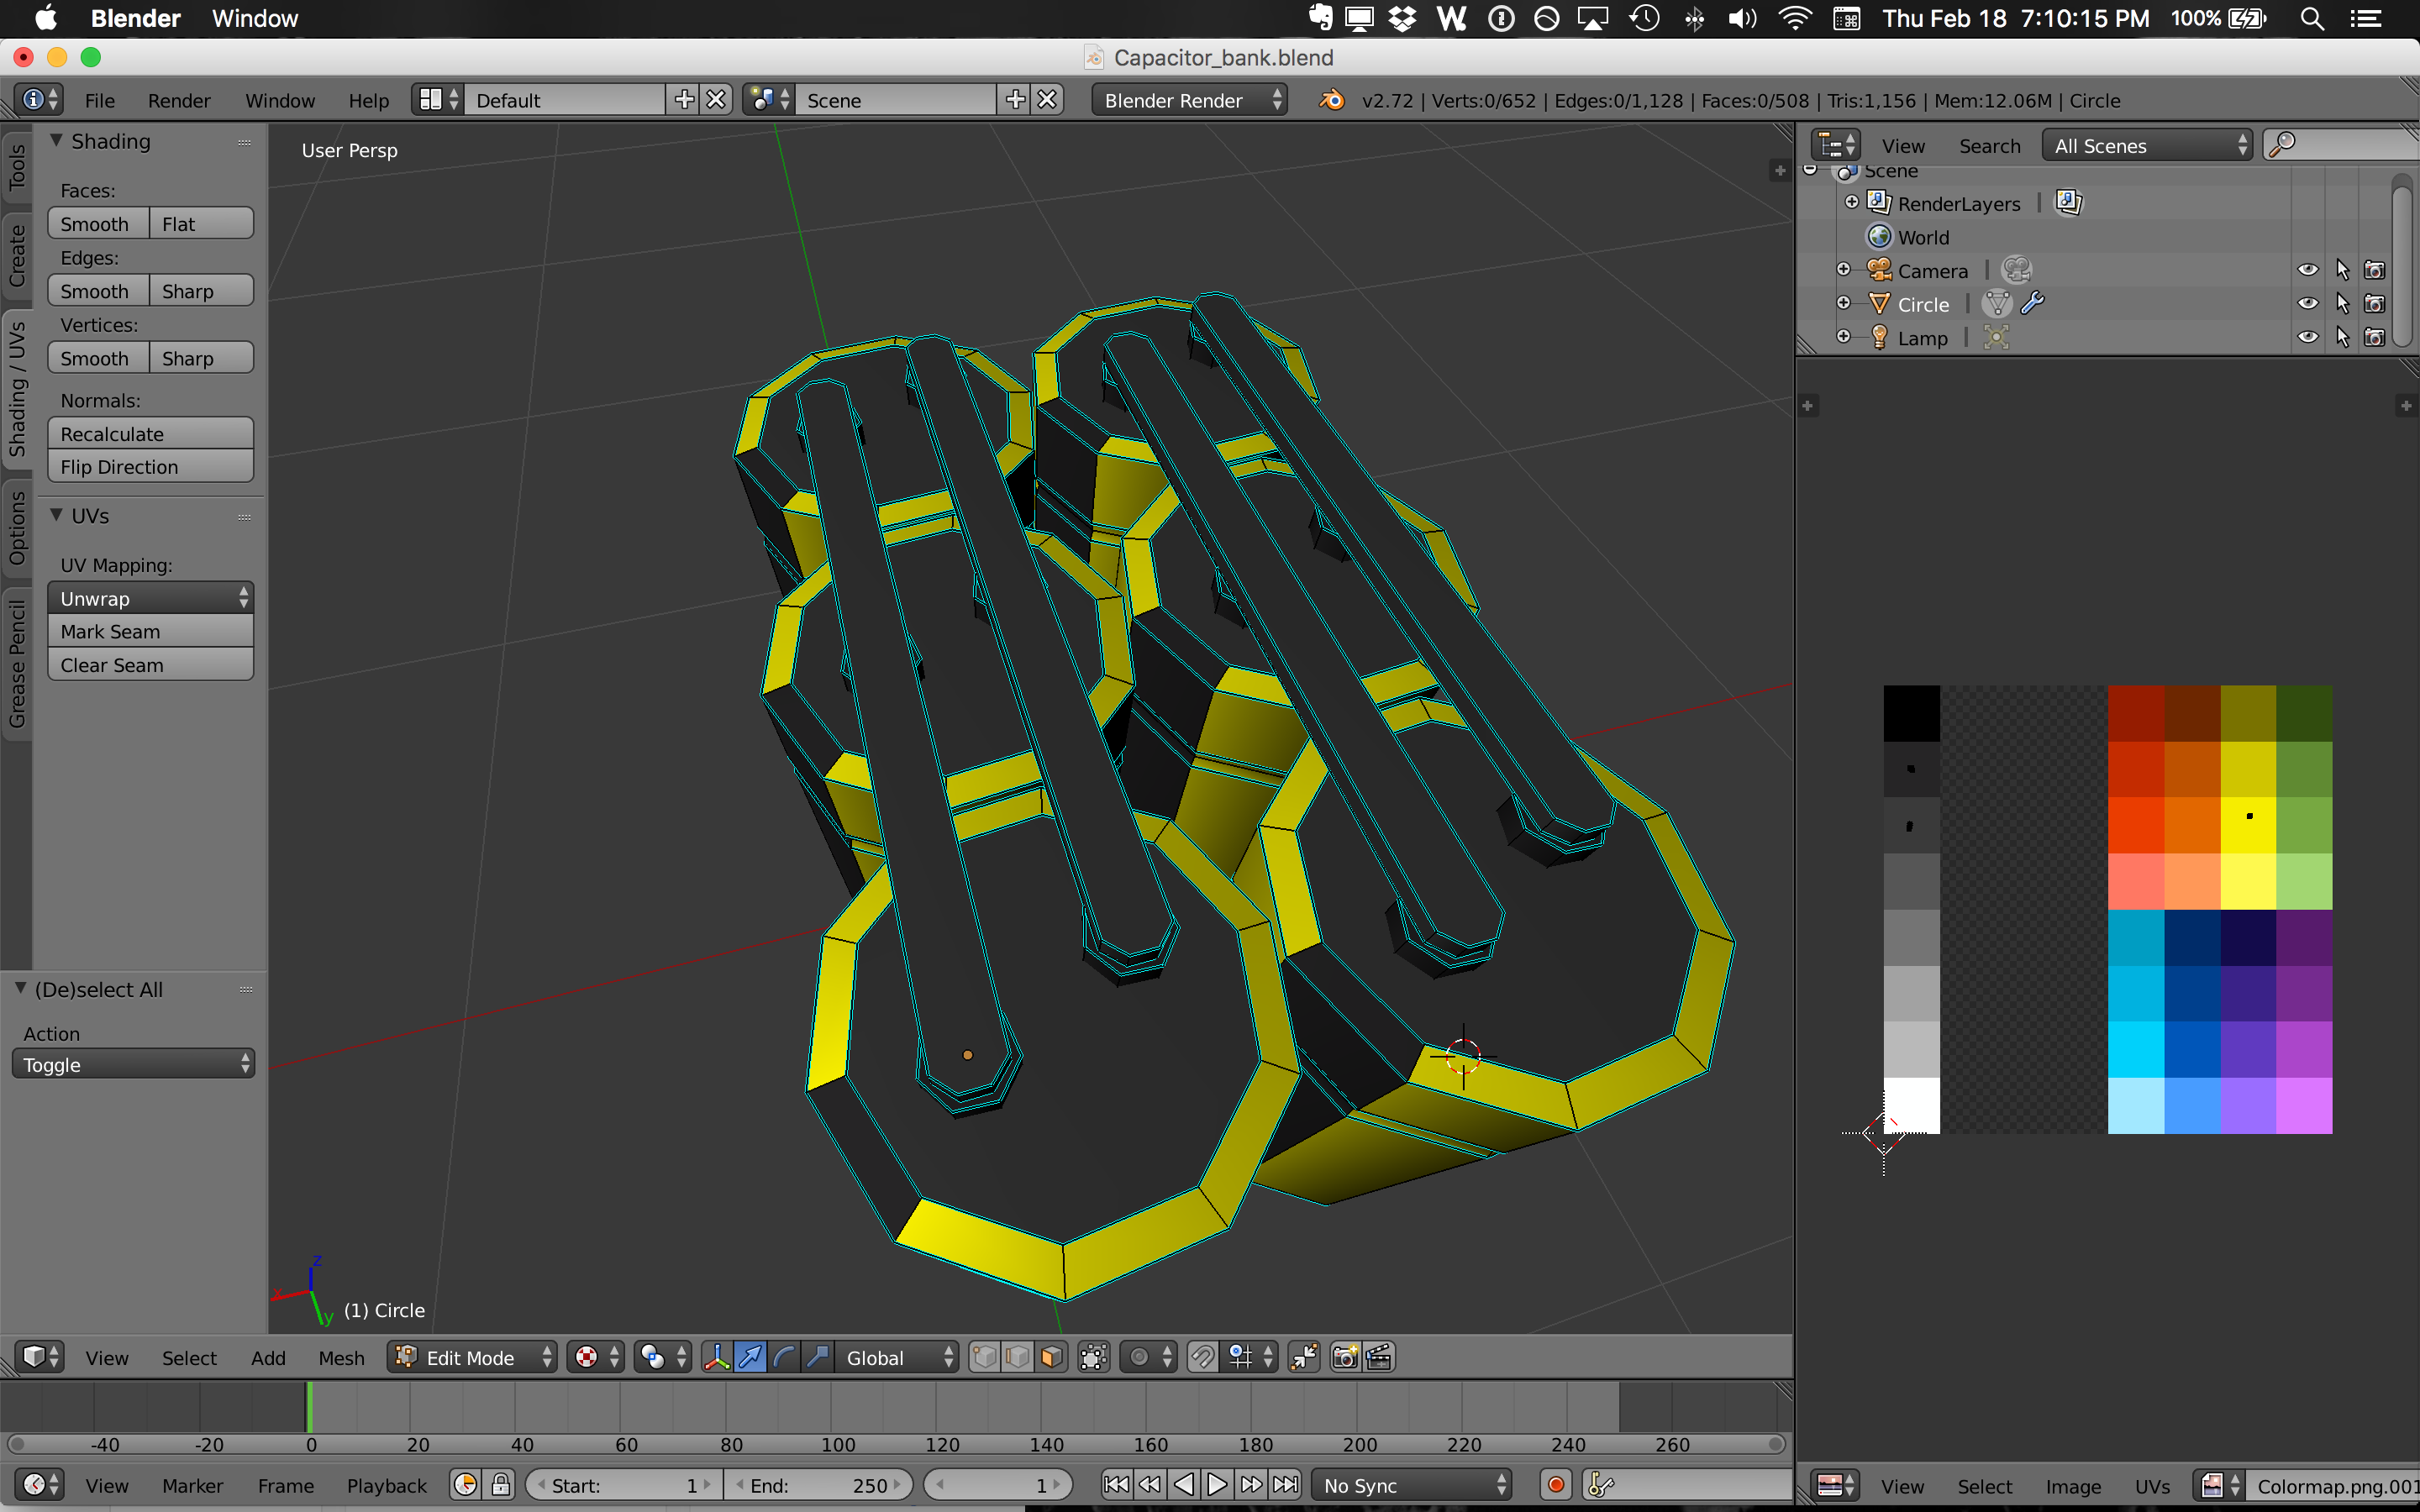 Blender Window Thu Feb 18 7:10:15 PM 100%
Capacitor_bank.blend
File Render Window Help Default Scene Blender Render v2.72 | Verts:0/652 | Edges:0/1,128 | Faces:0/508 | Tris:1,156 | Mem:12.06M | Circle
Tools
Create
Shading / UVs
Options
Grease Pencil
Shading
Faces:
Smooth Flat
Edges:
Smooth Sharp
Vertices:
Smooth Sharp
Normals:
Recalculate
Flip Direction
UVs
UV Mapping:
Unwrap
Mark Seam
Clear Seam
(De)select All
Action
Toggle
User Persp
z
x
y
(1) Circle
View Search All Scenes
Scene
RenderLayers |
World
Camera |
Circle |
Lamp |
View Select Add Mesh Edit Mode Global
-40 -20 0 20 40 60 80 100 120 140 160 180 200 220 240 260
View Marker Frame Playback Start: 1 End: 250 1 No Sync
View Select Image UVs Colormap.png.001